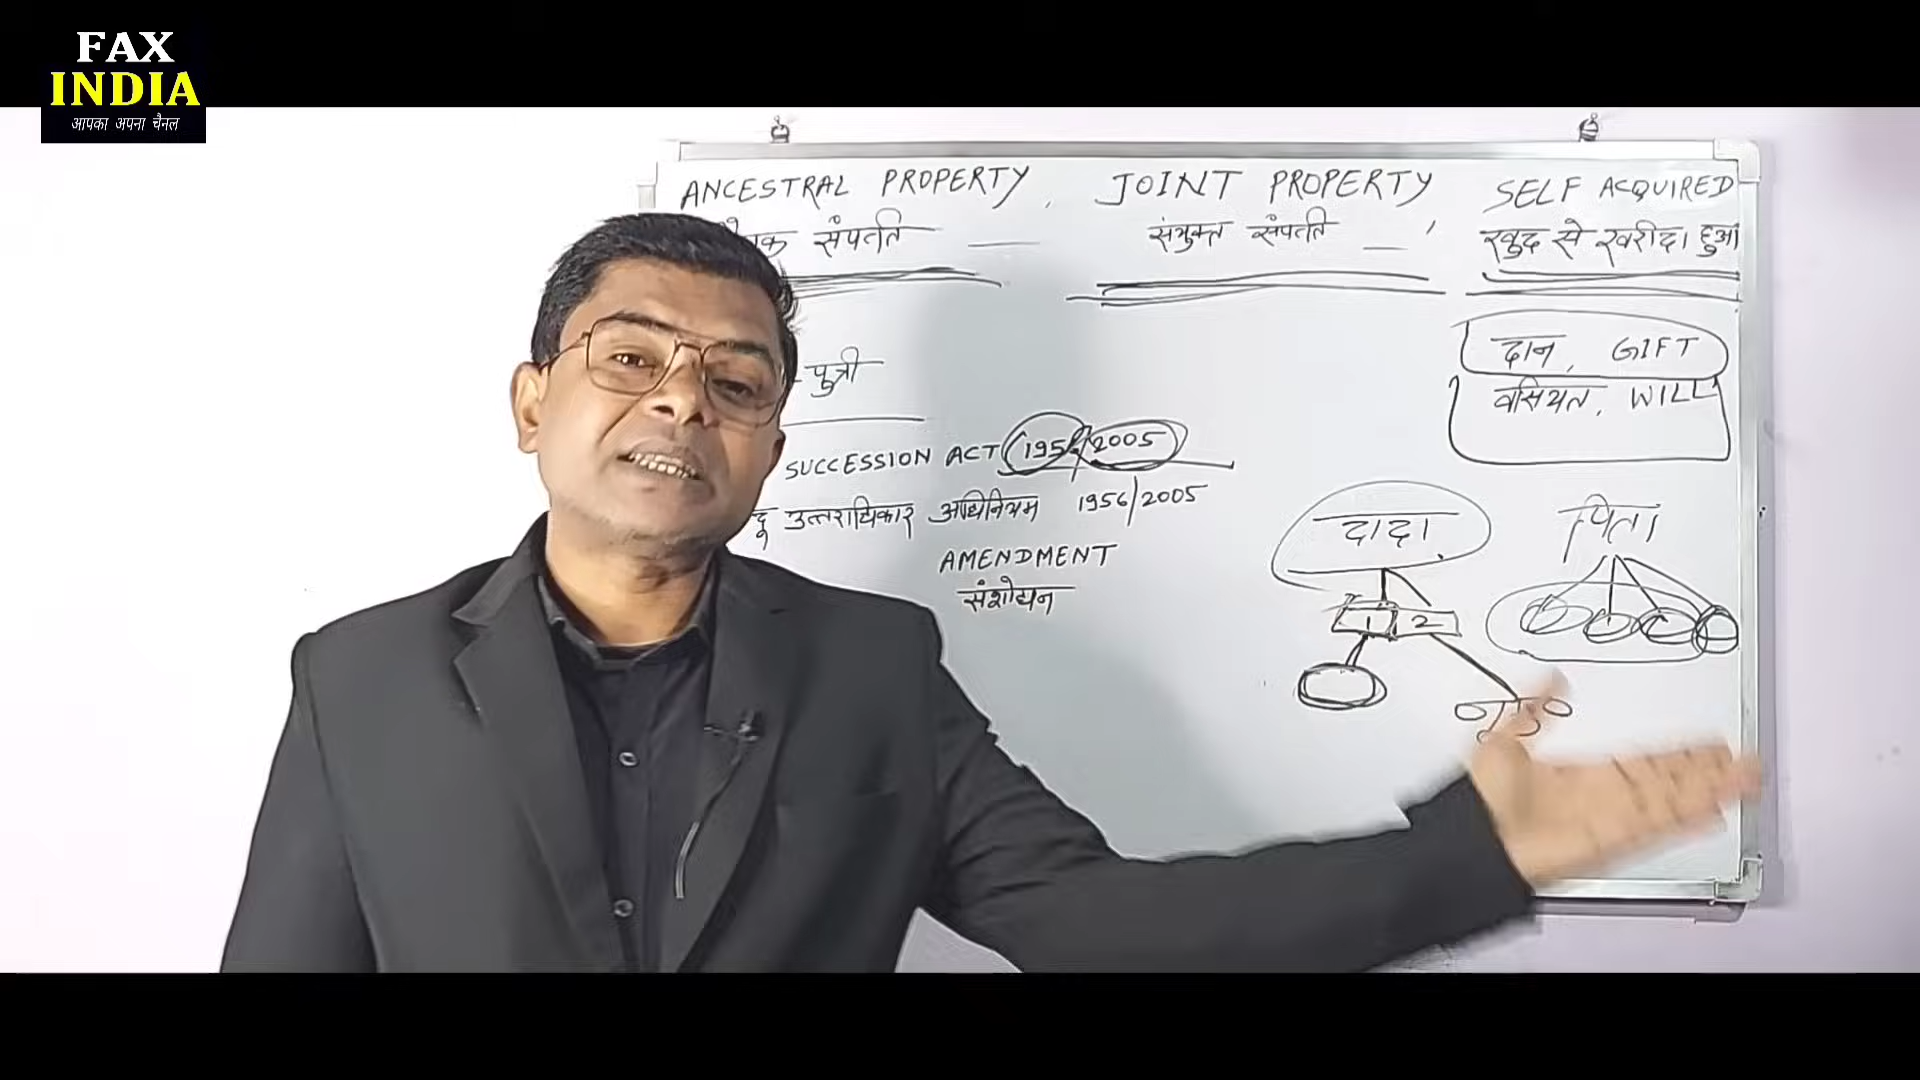 FAX
INDIA
आपका अपना चैनल
ANCESTRAL PROPERTY, JOINT PROPERTY SELF ACQUIRED
संपत्ति संयुक्त संपत्ति, खुद से खरीदा हुआ
दान, GIFT
वसियत, WILL
- पुत्री
SUCCESSION ACT 1956/2005
उत्तराधिकार अधिनियम 1956/2005
AMENDMENT
संशोधन
दादा पिता
1 2